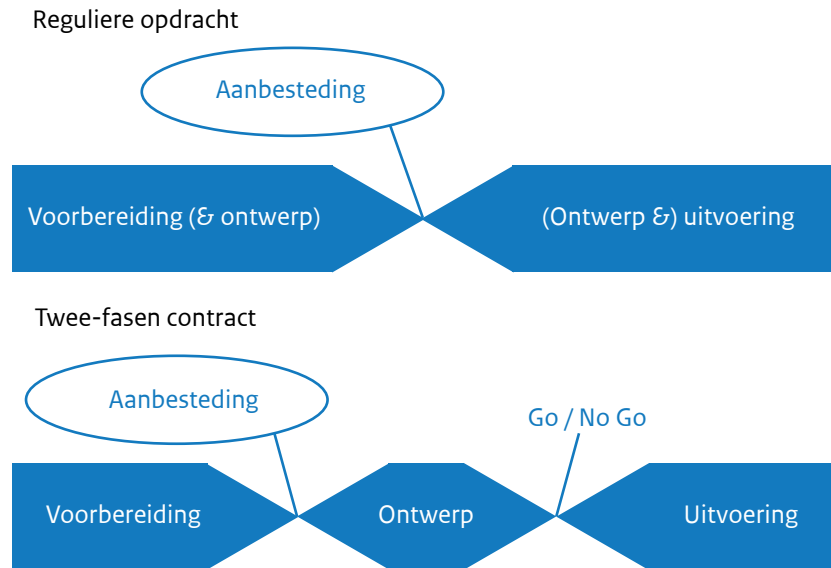 Reguliere opdracht
Aanbesteding
Voorbereiding (& ontwerp)
(Ontwerp &) uitvoering
Twee-fasen contract
Aanbesteding
Go / No Go
Voorbereiding
Ontwerp
Uitvoering